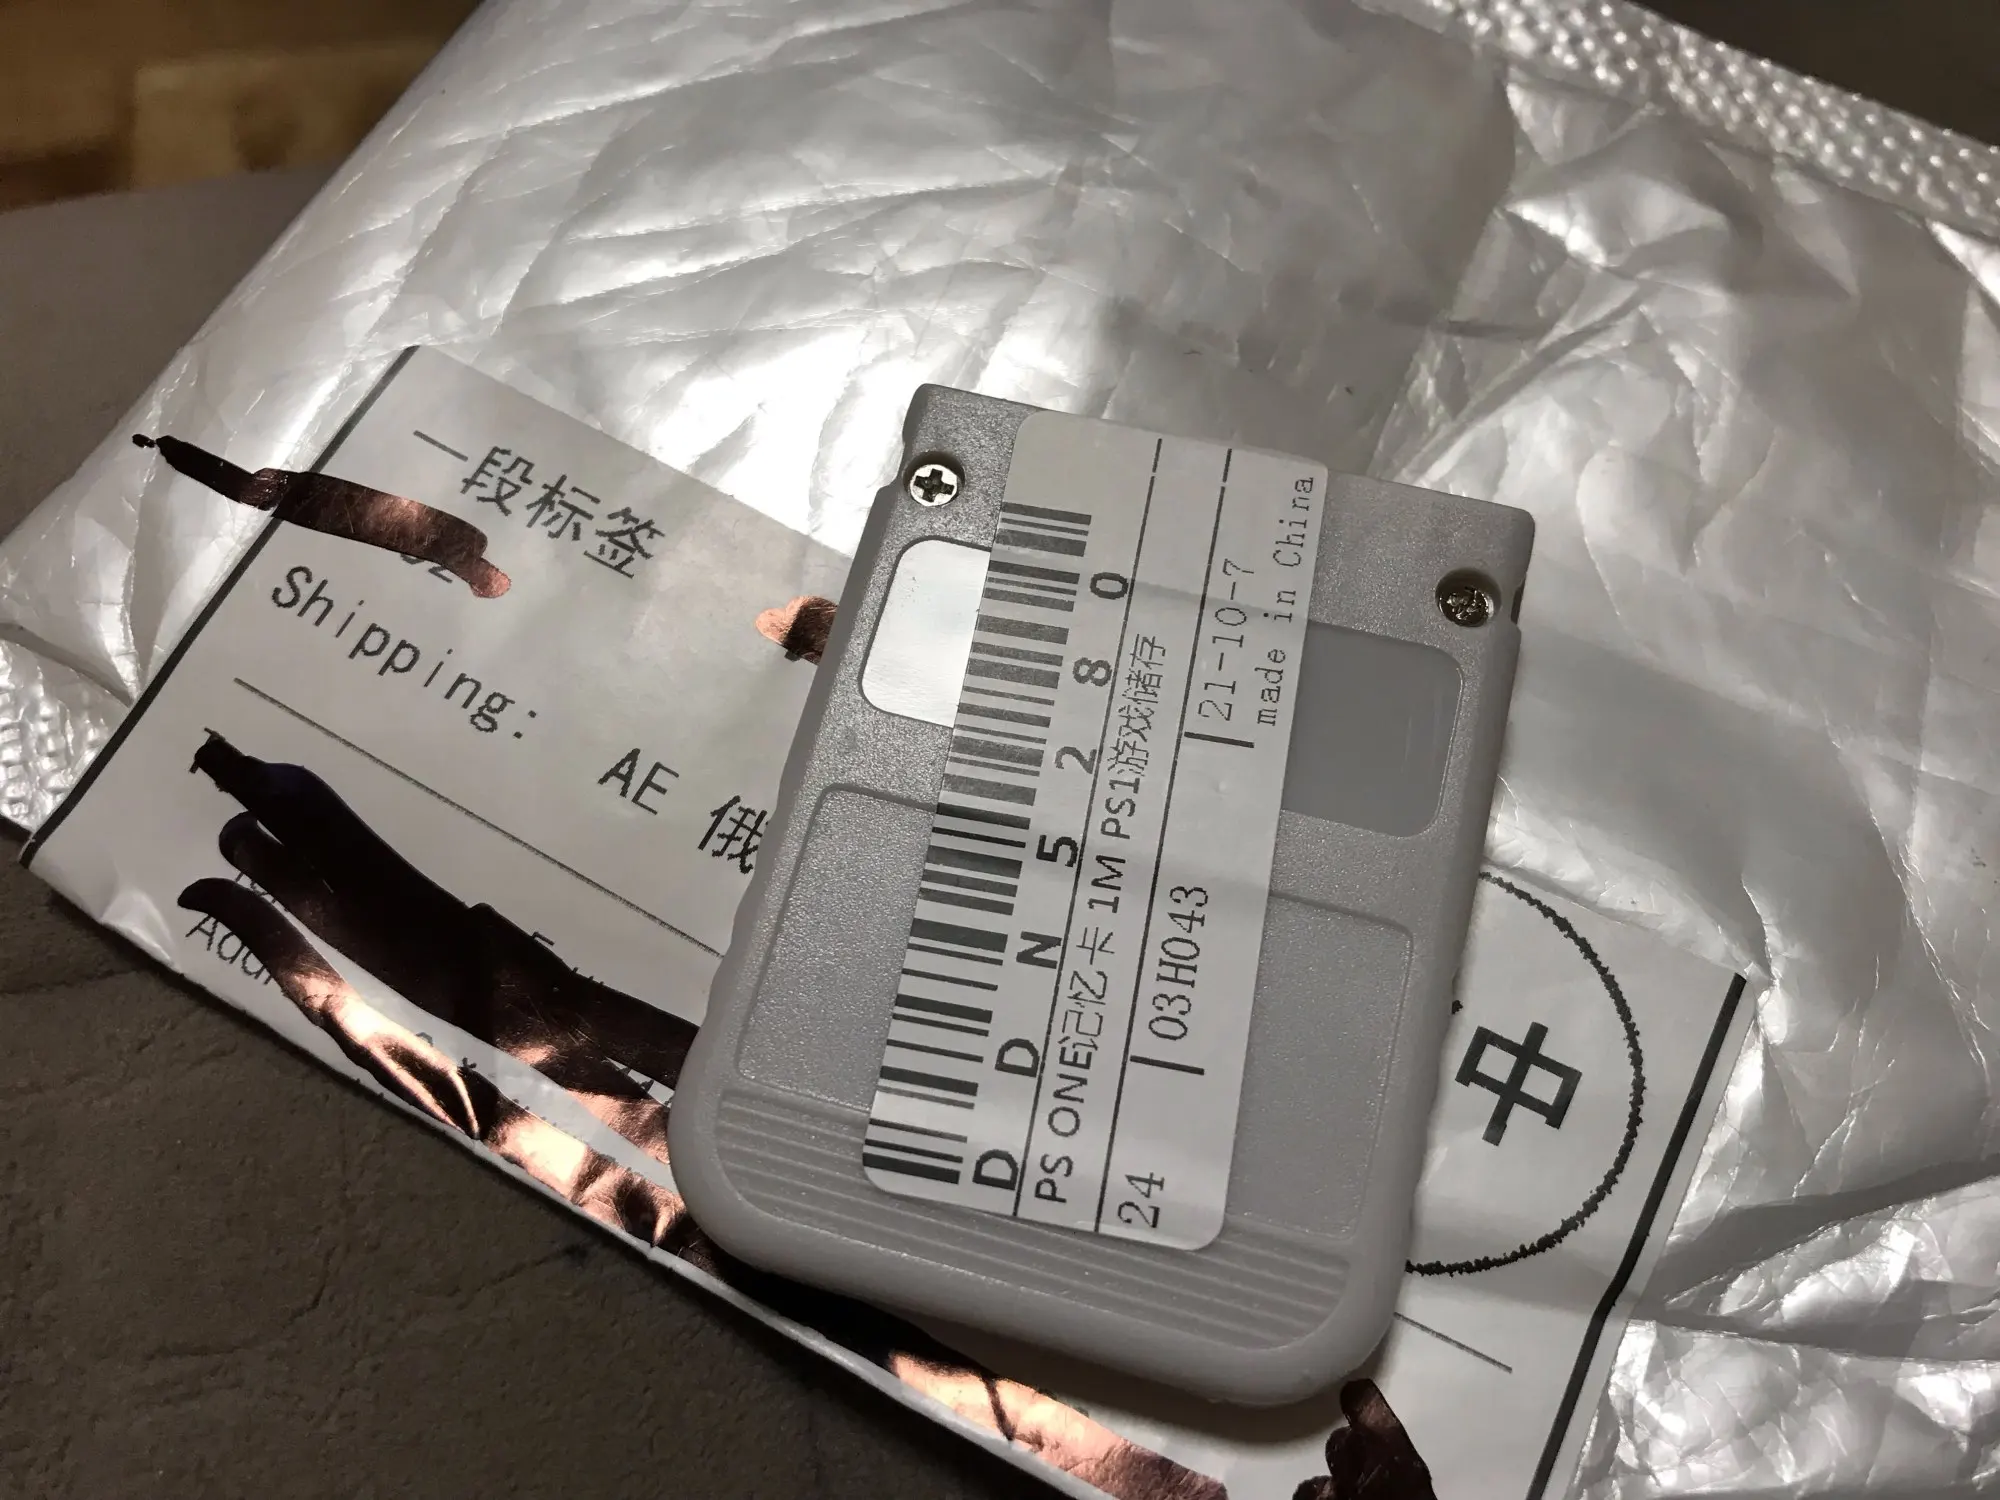 一段标签
Shipping:
AE 俄
DDN5280
PS ONE记忆卡 1M PS1游戏储存
24
03H043
21-10-7
made in China
中